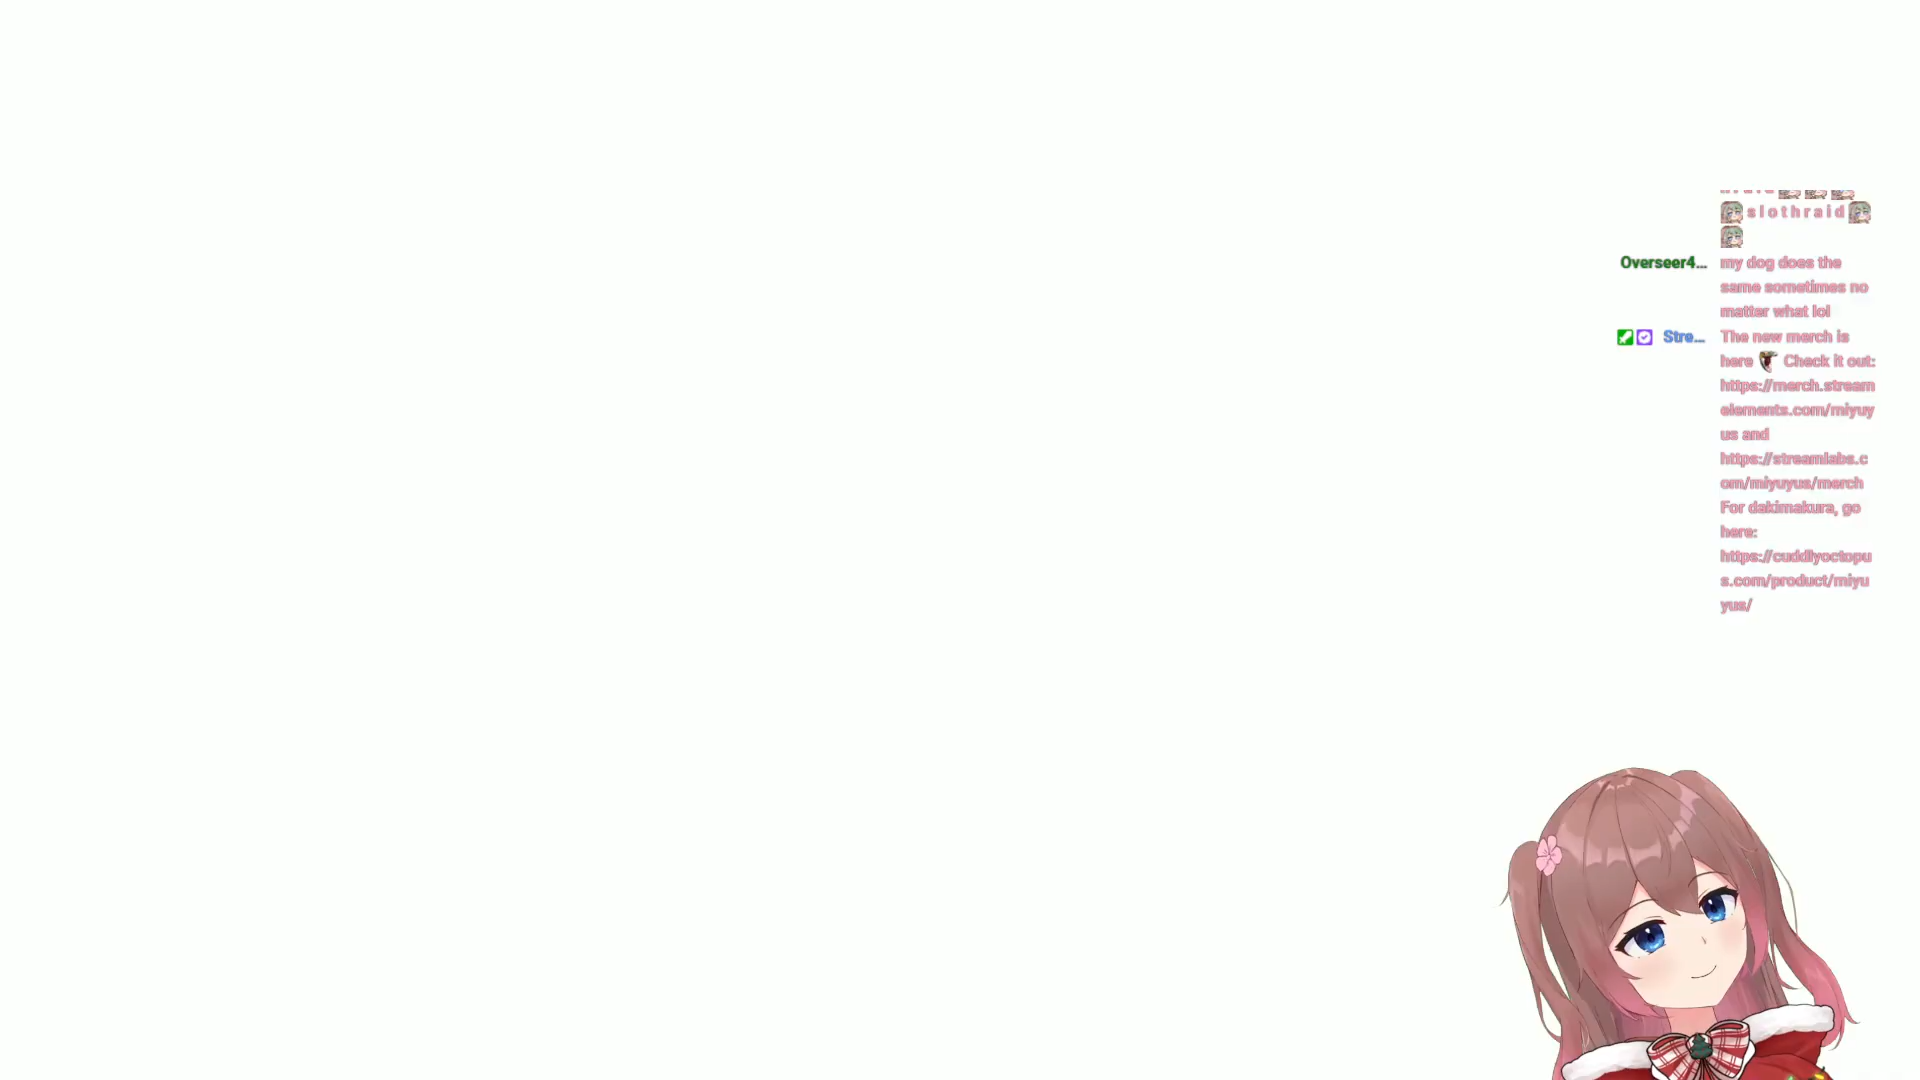 slothraid
Overseer4... my dog does the
same sometimes no
matter what lol
Stre... The new merch is
here Check it out:
https://merch.stream
elements.com/miyuy
us and
https://streamlabs.c
om/miyuyus/merch
For dakimakura, go
here:
https://cuddlyoctopu
s.com/product/miyu
yus/